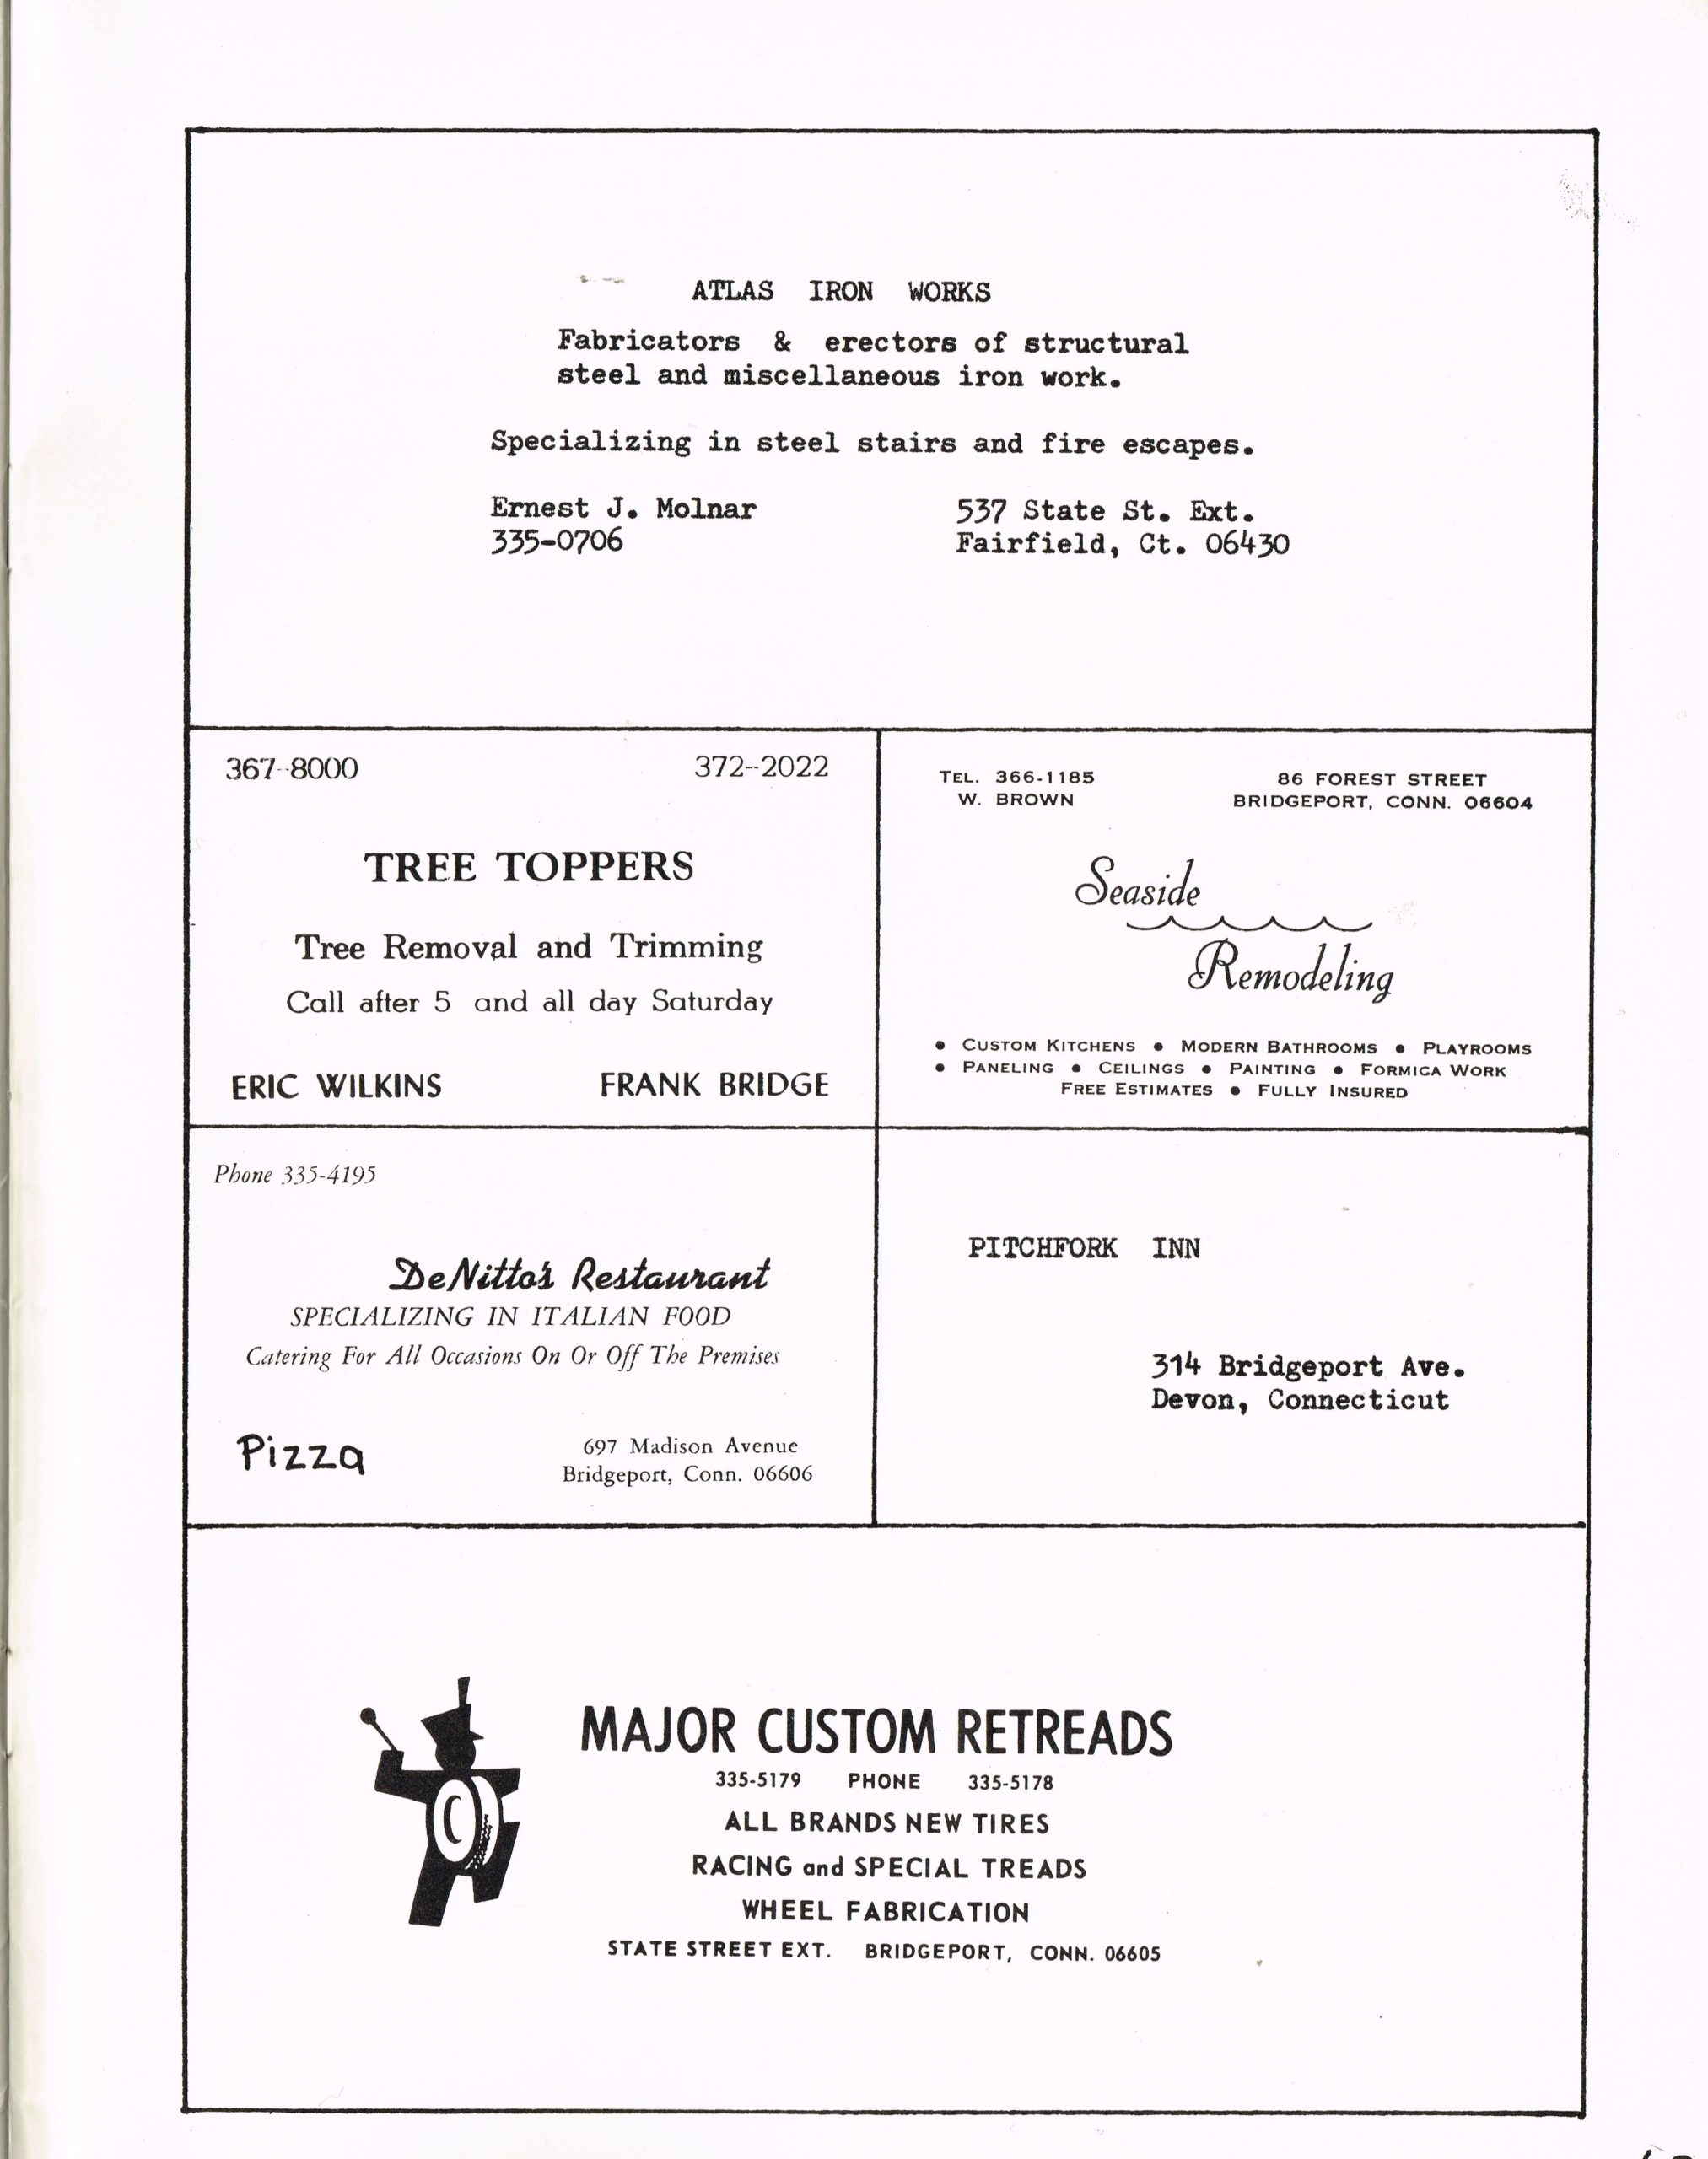 ATLAS IRON WORKS
Fabricators & erectors of structural
steel and miscellaneous iron work.
Specializing in steel stairs and fire escapes.
Ernest J. Molnar
335-0706
537 State St. Ext.
Fairfield, Ct. 06430
367--8000 372--2022
TREE TOPPERS
Tree Removal and Trimming
Call after 5 and all day Saturday
ERIC WILKINS FRANK BRIDGE
TEL. 366-1185
W. BROWN
86 FOREST STREET
BRIDGEPORT, CONN. 06604
Seaside
Remodeling
• CUSTOM KITCHENS • MODERN BATHROOMS • PLAYROOMS
• PANELING • CEILINGS • PAINTING • FORMICA WORK
FREE ESTIMATES • FULLY INSURED
Phone 335-4195
DeNitto's Restaurant
SPECIALIZING IN ITALIAN FOOD
Catering For All Occasions On Or Off The Premises
Pizza
697 Madison Avenue
Bridgeport, Conn. 06606
PITCHFORK INN
314 Bridgeport Ave.
Devon, Connecticut
MAJOR CUSTOM RETREADS
335-5179 PHONE 335-5178
ALL BRANDS NEW TIRES
RACING and SPECIAL TREADS
WHEEL FABRICATION
STATE STREET EXT. BRIDGEPORT, CONN. 06605